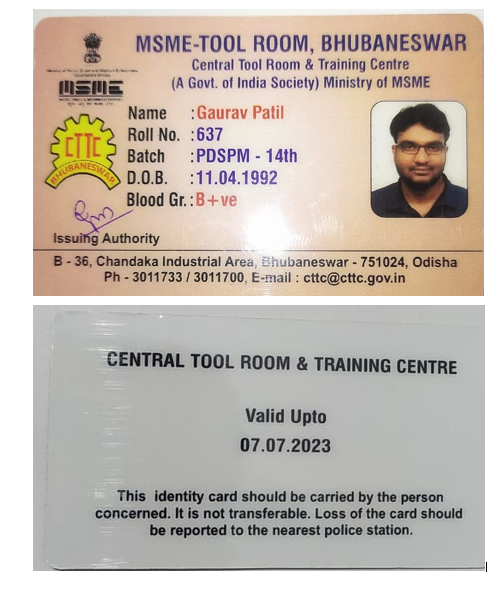 MSME-TOOL ROOM, BHUBANESWAR
Central Tool Room & Training Centre
(A Govt. of India Society) Ministry of MSME
MSME
CTTC
BHUBANESWAR
Name : Gaurav Patil
Roll No. : 637
Batch : PDSPM - 14th
D.O.B. : 11.04.1992
Blood Gr. : B+ve
Issuing Authority
B - 36, Chandaka Industrial Area, Bhubaneswar - 751024, Odisha
Ph - 3011733 / 3011700, E-mail : cttc@cttc.gov.in
CENTRAL TOOL ROOM & TRAINING CENTRE
Valid Upto
07.07.2023
This identity card should be carried by the person
concerned. It is not transferable. Loss of the card should
be reported to the nearest police station.